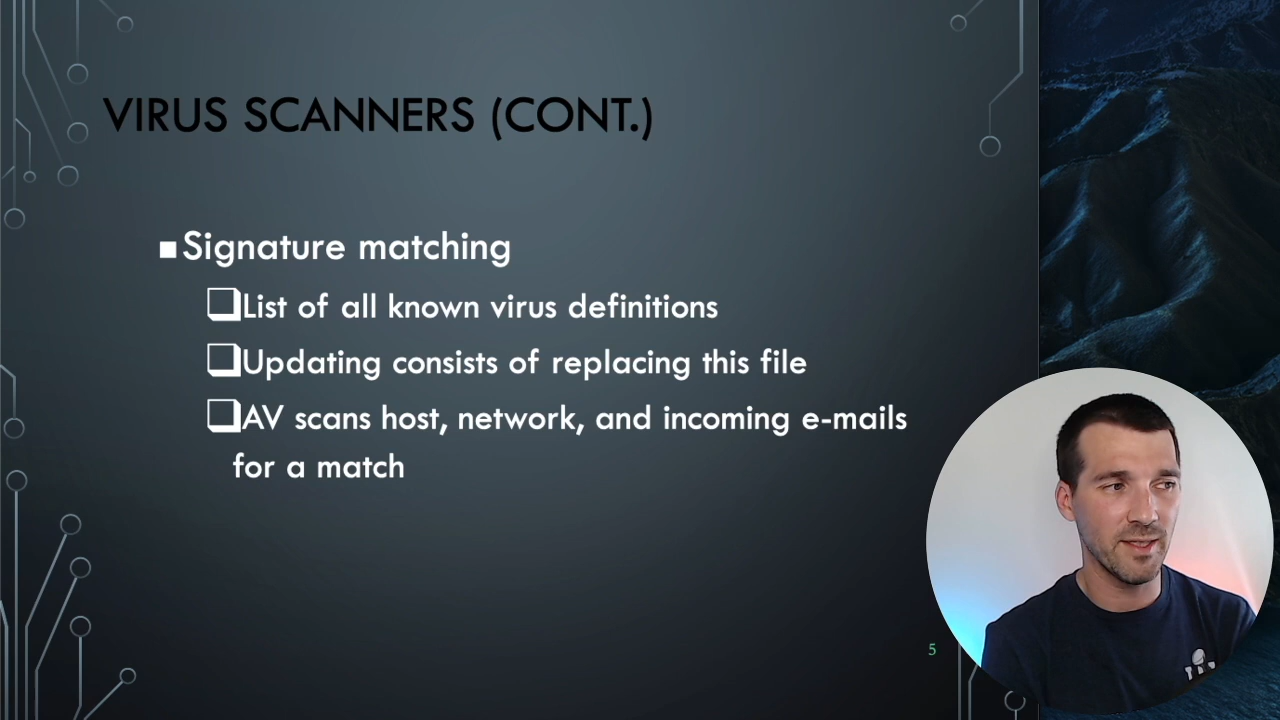 VIRUS SCANNERS (CONT.)
Signature matching
List of all known virus definitions
Updating consists of replacing this file
AV scans host, network, and incoming e-mails
for a match
5